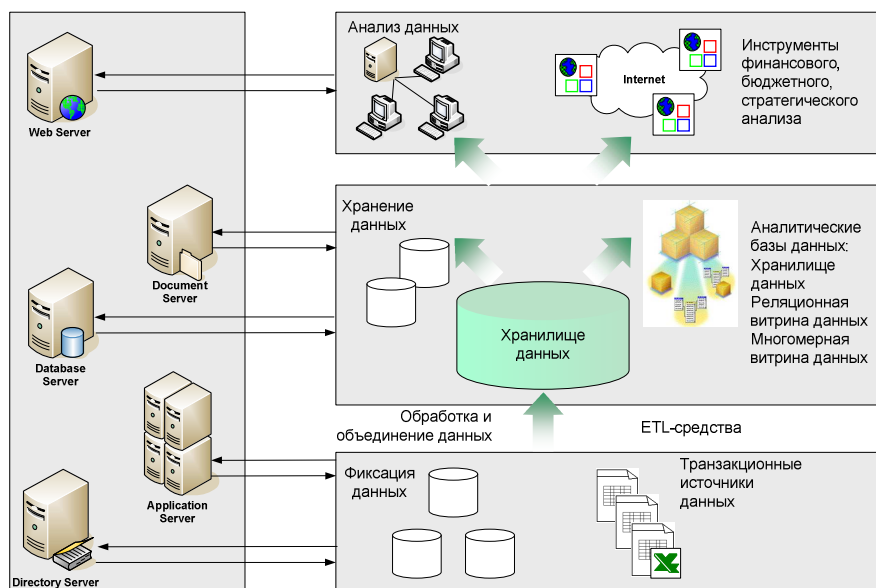 Web Server
Document
Server
Database
Server
Application
Server
Directory Server
Анализ данных
Internet
Инструменты
финансового,
бюджетного,
стратегического
анализа
Хранение
данных
Хранилище
данных
Аналитические
базы данных:
Хранилище
данных
Реляционная
витрина данных
Многомерная
витрина данных
Обработка и
объединение данных
ETL-средства
Фиксация
данных
Транзакционные
источники
данных